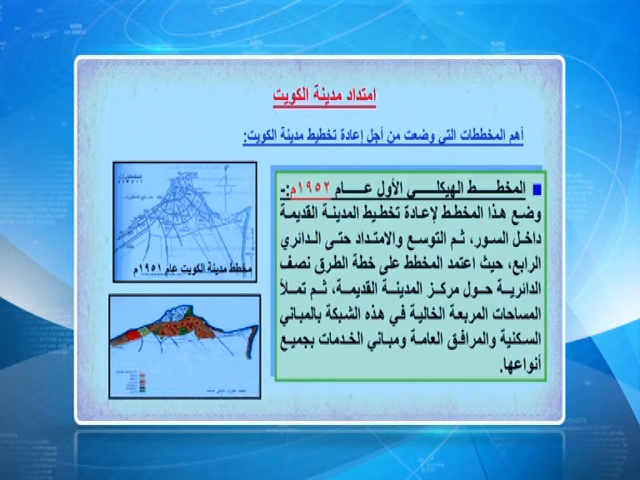 امتداد مدينة الكويت
أهم المخططات التي وضعت من أجل إعادة تخطيط مدينة الكويت:
المخطط الهيكلي الأول عام ١٩٥٢م:-
وضع هذا المخطط لإعادة تخطيط المدينة القديمة
داخل السور، ثم التوسع والامتداد حتى الدائري
الرابع، حيث اعتمد المخطط على خطة الطرق نصف
الدائرية حول مركز المدينة القديمة، ثم تملأ
المساحات المربعة الخالية في هذه الشبكة بالمباني
السكنية والمرافق العامة ومباني الخدمات بجميع
أنواعها.
مخطط مدينة الكويت عام ١٩٥١م